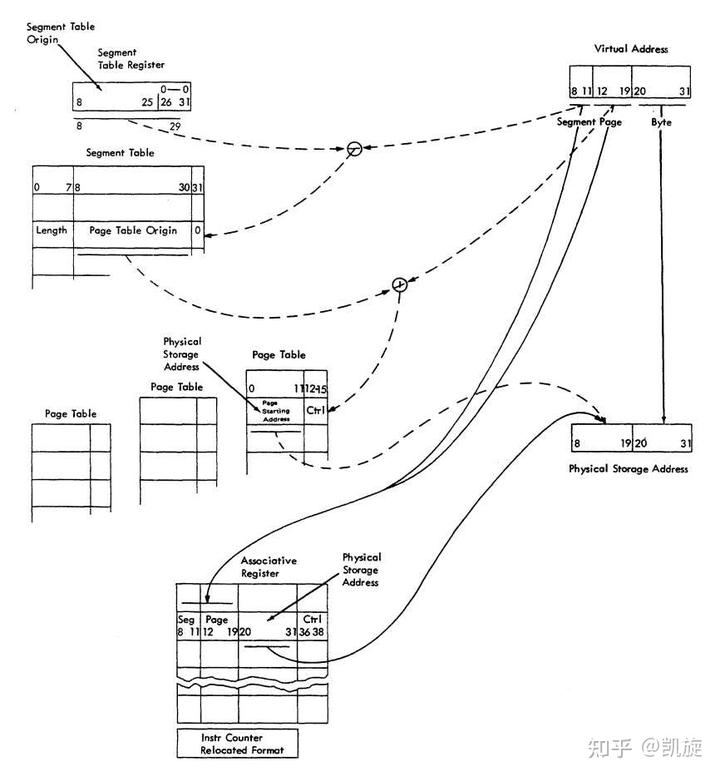 Segment Table
Origin
Segment
Table Register
0—0
8 25 26 31
8 29
Virtual Address
8 11 12 19 20 31
Segment Page Byte
Segment Table
0 7 8 30 31
Length Page Table Origin 0
Physical
Storage
Address
Page Table
0 11 12-15
Page
Starting
Address
Ctrl
Page Table
Page Table
8 19 20 31
Physical Storage Address
Associative
Register
Physical
Storage
Address
Seg Page Ctrl
8 11 12 19 20 31 36 38
Instr Counter
Relocated Format
知乎 @凯旋